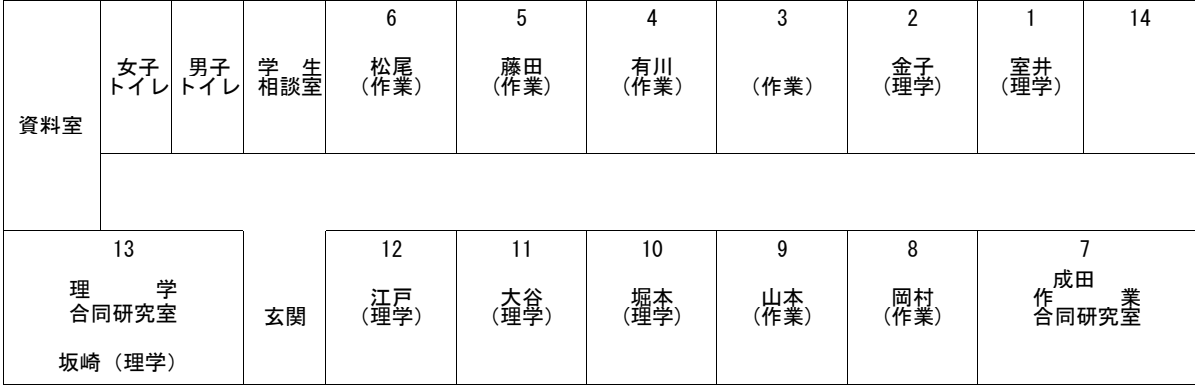 6 5 4 3 2 1 14
女子 男子 学　生 松尾 藤田 有川 金子 室井
トイレ トイレ 相談室 （作業） （作業） （作業） （作業） （理学） （理学）
資料室
13 12 11 10 9 8 7
成田
理　　　学 江戸 大谷 堀本 山本 岡村 作　　　業
合同研究室 玄関 （理学） （理学） （理学） （作業） （作業） 合同研究室
坂崎（理学）